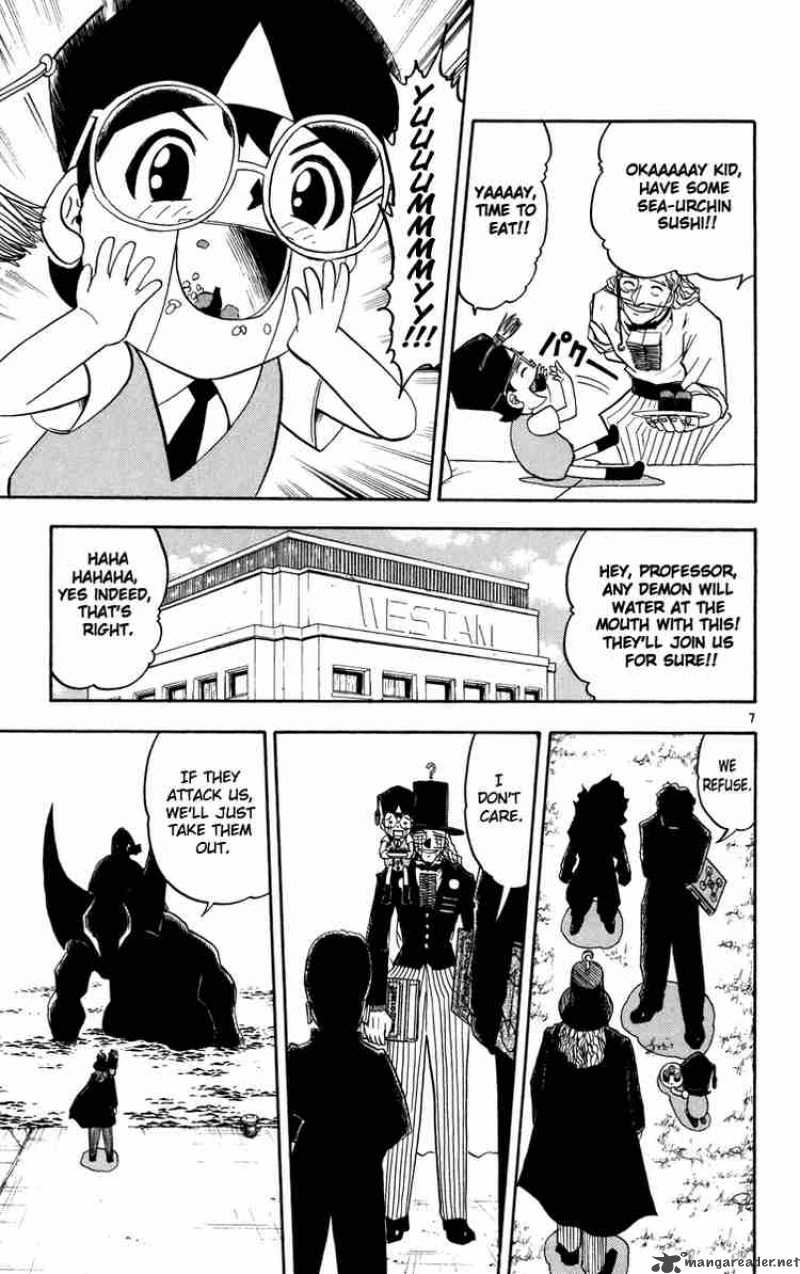 OKAAAAAY KID,
HAVE SOME
SEA-URCHIN
SUSHI!!
YAAAAY,
TIME TO
EAT!!
パクー
YUUUUMMMMYY!!!
HEY, PROFESSOR,
ANY DEMON WILL
WATER AT THE
MOUTH WITH THIS!
THEY'LL JOIN US
FOR SURE!!
WESTAN
HAHA
HAHAHA,
YES INDEED,
THAT'S
RIGHT.
7
WE
REFUSE.
I
DON'T
CARE.
?
IF THEY
ATTACK US,
WE'LL JUST
TAKE THEM
OUT.
mangareader.net